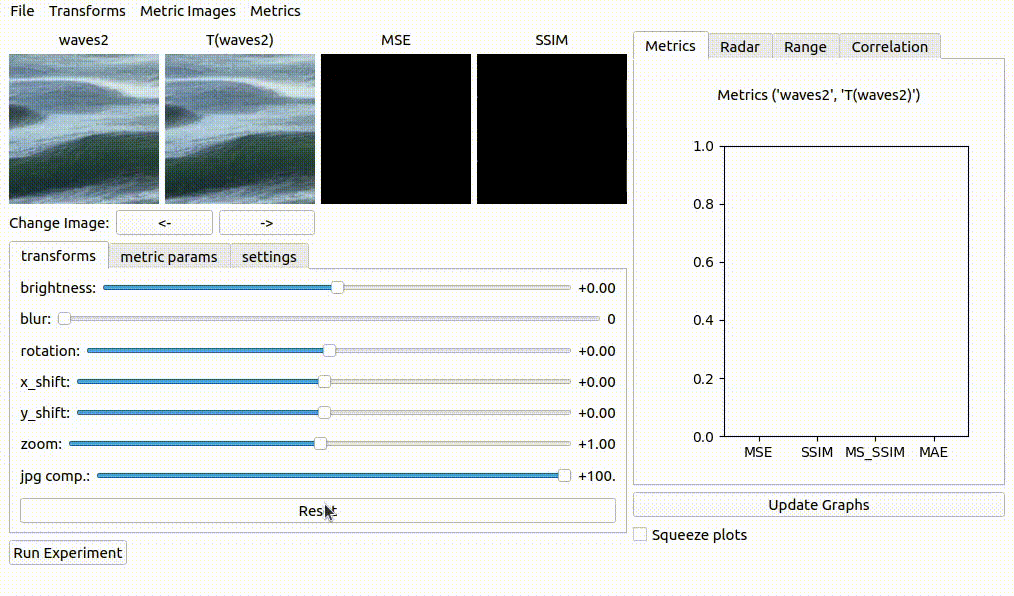 File Transforms Metric Images Metrics
waves2 T(waves2) MSE SSIM
Change Image: <- ->
transforms metric params settings
brightness: +0.00
blur: 0
rotation: +0.00
x_shift: +0.00
y_shift: +0.00
zoom: +1.00
jpg comp.: +100.
Reset
Run Experiment
Metrics Radar Range Correlation
Metrics ('waves2', 'T(waves2)')
1.0
0.8
0.6
0.4
0.2
0.0
MSE SSIM MS_SSIM MAE
Update Graphs
Squeeze plots